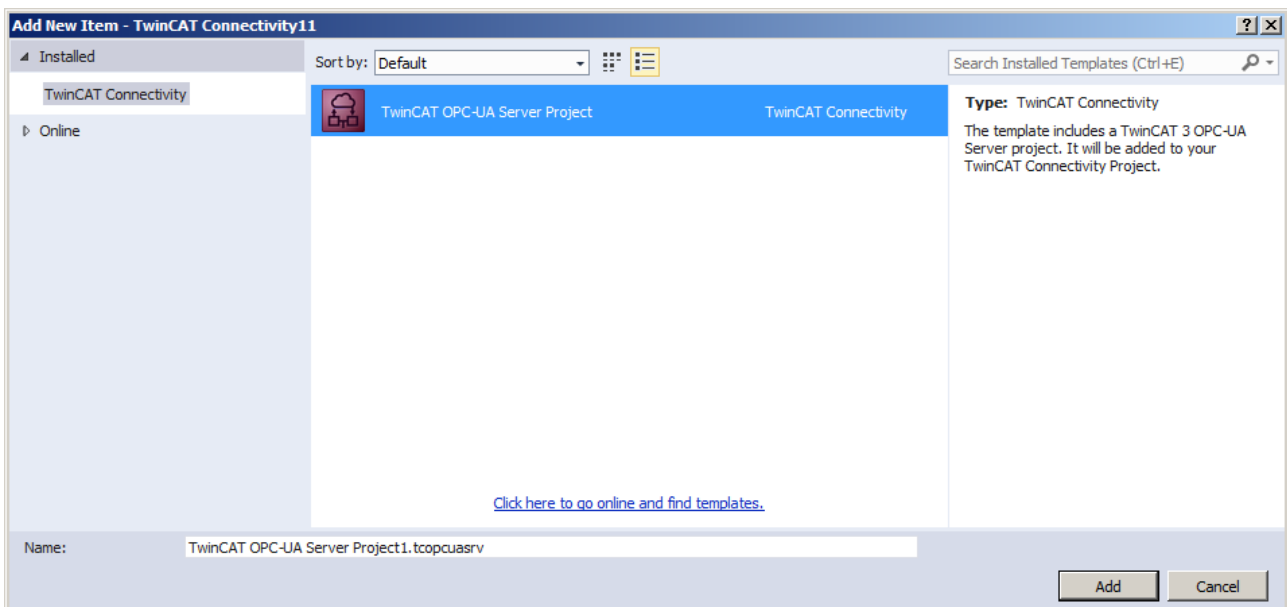 Add New Item - TwinCAT Connectivity11
Installed
TwinCAT Connectivity
Online
Sort by: Default
Search Installed Templates (Ctrl+E)
TwinCAT OPC-UA Server Project TwinCAT Connectivity
Click here to go online and find templates.
Type: TwinCAT Connectivity
The template includes a TwinCAT 3 OPC-UA
Server project. It will be added to your
TwinCAT Connectivity Project.
Name: TwinCAT OPC-UA Server Project1.tcopcuasrv
Add Cancel